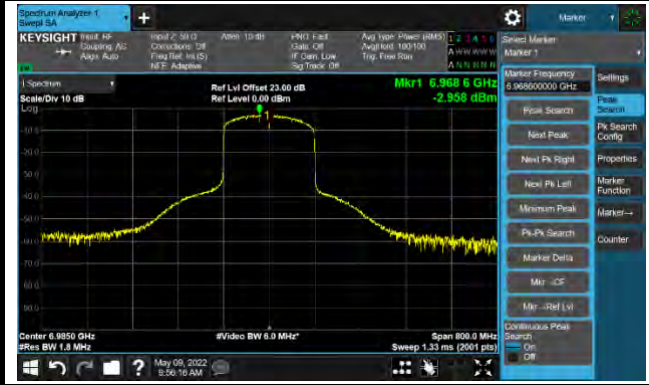 Spectrum Analyzer 1
Swept SA
+
Marker
KEYSIGHT Input: RF Input Z: 50 Ω Atten: 10 dB PNO: Fast Avg Type: Power (RMS) 1 2 3 4 5 6
Coupling: AC Corrections: Off Gate: Off Avg|Hold: 100/100 A W W W W W
Align: Auto Freq Ref: Int (S) IF Gain: Low Trig: Free Run
NFE: Adaptive Sig Track: Off A N N N N N
Select Marker
Marker 1
1 Spectrum
Scale/Div 10 dB
Ref Lvl Offset 23.00 dB
Ref Level 0.00 dBm
Mkr1 6.968 6 GHz
-2.958 dBm
Log
1
-10.0
-20.0
-30.0
-40.0
-50.0
-60.0
-70.0
-80.0
-90.0
Center 6.9850 GHz
#Res BW 1.8 MHz
#Video BW 6.0 MHz*
Span 800.0 MHz
Sweep 1.33 ms (2001 pts)
Marker Frequency
6.968600000 GHz
Peak Search
Next Peak
Next Pk Right
Next Pk Left
Minimum Peak
Pk-Pk Search
Marker Delta
Mkr→CF
Mkr→Ref Lvl
Continuous Peak
Search
On
Off
Settings
Peak
Search
Pk Search
Config
Properties
Marker
Function
Marker→
Counter
?
May 09, 2022
9:56:16 AM